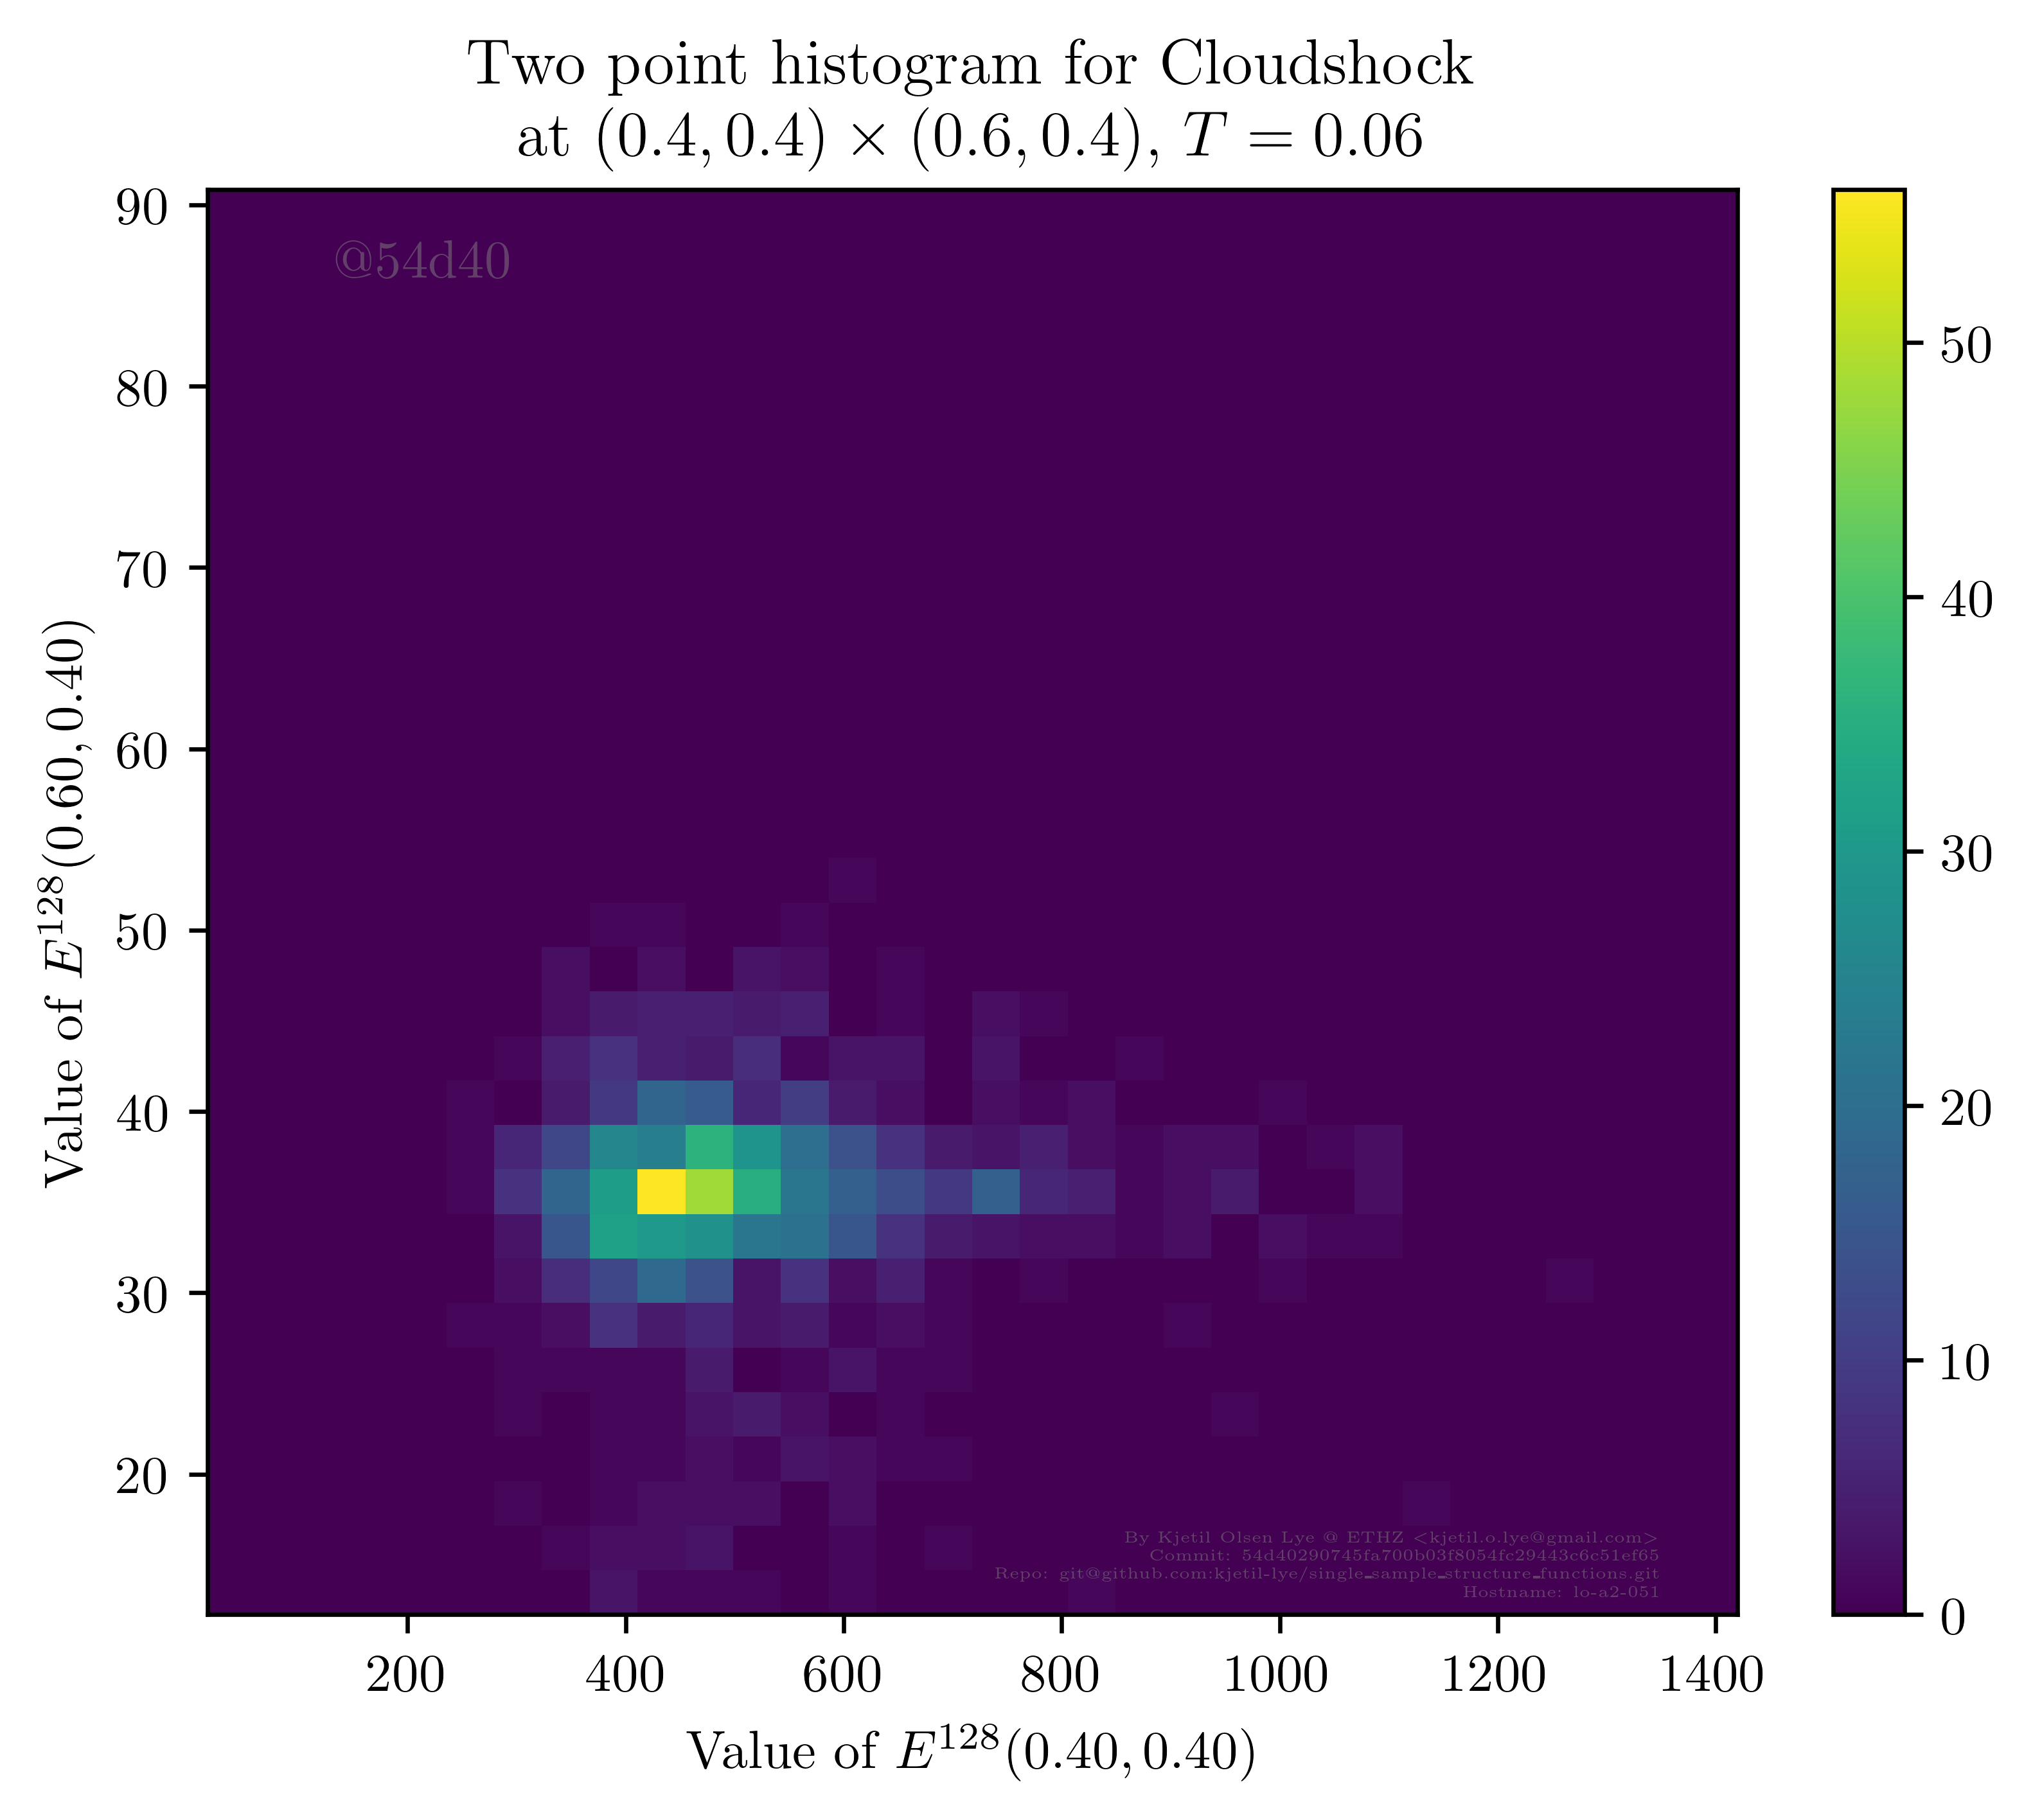 Two point histogram for Cloudshock
at (0.4, 0.4) × (0.6, 0.4), T = 0.06
@54d40
90
80
70
60
50
40
30
20
Value of E^128(0.60, 0.40)
200 400 600 800 1000 1200 1400
Value of E^128(0.40, 0.40)
50
40
30
20
10
0
By Kjetil Olsen Lye @ ETHZ <kjetil.o.lye@gmail.com>
Commit: 54d40290745fa700b03f8054fc29443c6c51ef65
Repo: git@github.com:kjetil-lye/single_sample_structure_functions.git
Hostname: lo-a2-051